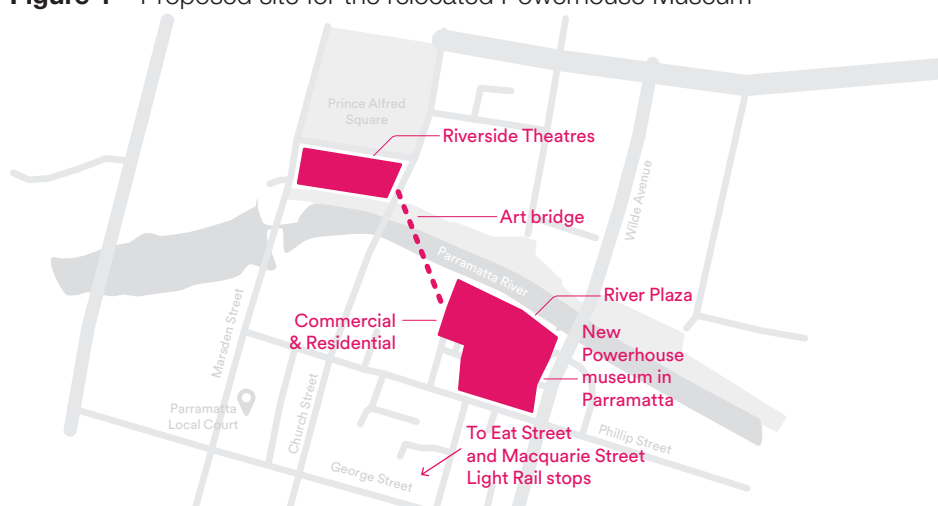 Prince Alfred
Square
Riverside Theatres
Art bridge
Wilde Avenue
Parramatta River
River Plaza
Commercial
& Residential
New
Powerhouse
museum in
Parramatta
Marsden Street
Church Street
Parramatta
Local Court
Phillip Street
To Eat Street
and Macquarie Street
Light Rail stops
George Street